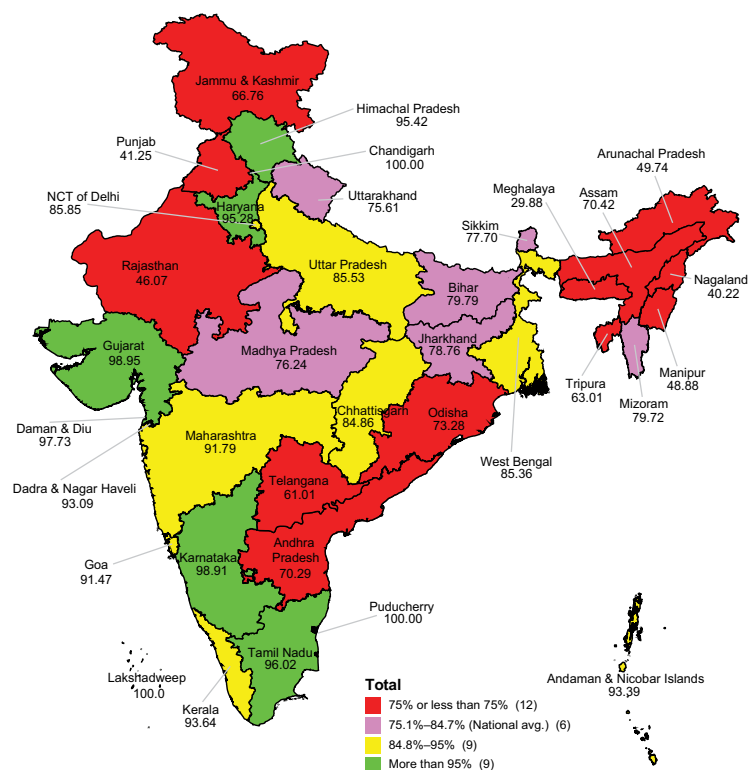 Jammu & Kashmir
66.76
Himachal Pradesh
95.42
Punjab
41.25
Chandigarh
100.00
Arunachal Pradesh
49.74
Meghalaya
29.88
Assam
70.42
NCT of Delhi
85.85
Haryana
95.28
Uttarakhand
75.61
Sikkim
77.70
Rajasthan
46.07
Uttar Pradesh
85.53
Bihar
79.79
Nagaland
40.22
Gujarat
98.95
Madhya Pradesh
76.24
Jharkhand
78.76
Manipur
48.88
Tripura
63.01
Mizoram
79.72
Daman & Diu
97.73
Maharashtra
91.79
Chhattisgarh
84.86
Odisha
73.28
West Bengal
85.36
Dadra & Nagar Haveli
93.09
Telangana
61.01
Goa
91.47
Karnataka
98.91
Andhra
Pradesh
70.29
Puducherry
100.00
Tamil Nadu
96.02
Lakshadweep
100.0
Kerala
93.64
Andaman & Nicobar Islands
93.39
Total
75% or less than 75% (12)
75.1%–84.7% (National avg.) (6)
84.8%–95% (9)
More than 95% (9)